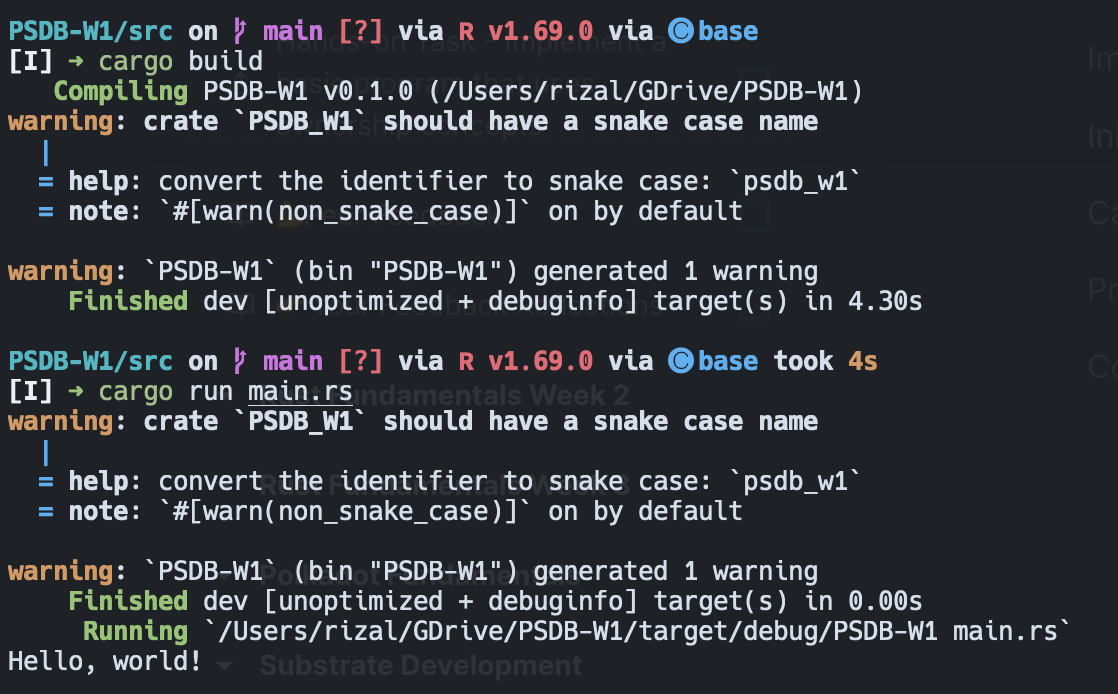 PSDB-W1/src on main [?] via R v1.69.0 via ©base
[I] → cargo build
   Compiling PSDB-W1 v0.1.0 (/Users/rizal/GDrive/PSDB-W1)
warning: crate `PSDB_W1` should have a snake case name
  |
  = help: convert the identifier to snake case: `psdb_w1`
  = note: `#[warn(non_snake_case)]` on by default
warning: `PSDB-W1` (bin "PSDB-W1") generated 1 warning
    Finished dev [unoptimized + debuginfo] target(s) in 4.30s
PSDB-W1/src on main [?] via R v1.69.0 via ©base took 4s
[I] → cargo run main.rs
warning: crate `PSDB_W1` should have a snake case name
  |
  = help: convert the identifier to snake case: `psdb_w1`
  = note: `#[warn(non_snake_case)]` on by default
warning: `PSDB-W1` (bin "PSDB-W1") generated 1 warning
    Finished dev [unoptimized + debuginfo] target(s) in 0.00s
     Running `/Users/rizal/GDrive/PSDB-W1/target/debug/PSDB-W1 main.rs`
Hello, world!
Substrate Development